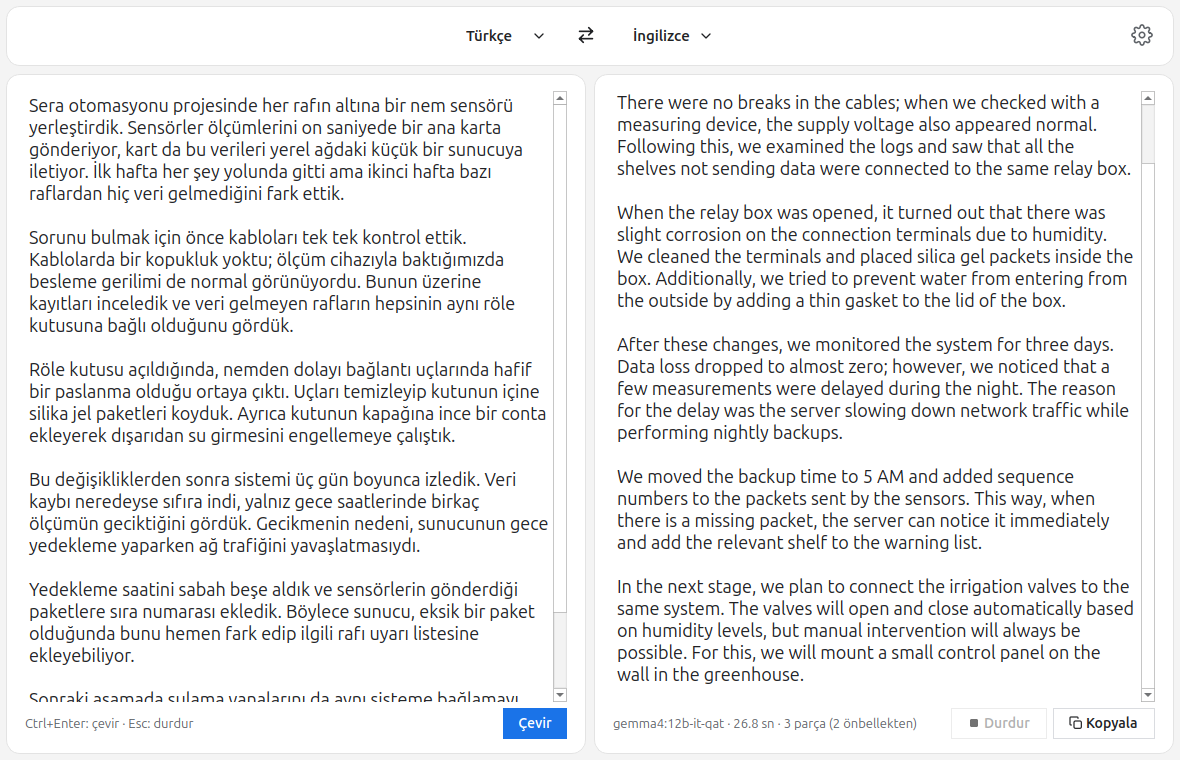 Türkçe
İngilizce
Sera otomasyonu projesinde her rafın altına bir nem sensörü
yerleştirdik. Sensörler ölçümlerini on saniyede bir ana karta
gönderiyor, kart da bu verileri yerel ağdaki küçük bir sunucuya
iletiyor. İlk hafta her şey yolunda gitti ama ikinci hafta bazı
raflardan hiç veri gelmediğini fark ettik.
Sorunu bulmak için önce kabloları tek tek kontrol ettik.
Kablolarda bir kopukluk yoktu; ölçüm cihazıyla baktığımızda
besleme gerilimi de normal görünüyordu. Bunun üzerine
kayıtları inceledik ve veri gelmeyen rafların hepsinin aynı röle
kutusuna bağlı olduğunu gördük.
Röle kutusu açıldığında, nemden dolayı bağlantı uçlarında hafif
bir paslanma olduğu ortaya çıktı. Uçları temizleyip kutunun içine
silika jel paketleri koyduk. Ayrıca kutunun kapağına ince bir conta
ekleyerek dışarıdan su girmesini engellemeye çalıştık.
Bu değişikliklerden sonra sistemi üç gün boyunca izledik. Veri
kaybı neredeyse sıfıra indi, yalnız gece saatlerinde birkaç
ölçümün geciktiğini gördük. Gecikmenin nedeni, sunucunun gece
yedekleme yaparken ağ trafiğini yavaşlatmasıydı.
Yedekleme saatini sabah beşe aldık ve sensörlerin gönderdiği
paketlere sıra numarası ekledik. Böylece sunucu, eksik bir paket
olduğunda bunu hemen fark edip ilgili rafı uyarı listesine
ekleyebiliyor.
Sonraki aşamada sulama vanalarını da aynı sisteme bağlamayı
Ctrl+Enter: çevir · Esc: durdur
Çevir
There were no breaks in the cables; when we checked with a
measuring device, the supply voltage also appeared normal.
Following this, we examined the logs and saw that all the
shelves not sending data were connected to the same relay box.
When the relay box was opened, it turned out that there was
slight corrosion on the connection terminals due to humidity.
We cleaned the terminals and placed silica gel packets inside the
box. Additionally, we tried to prevent water from entering from
the outside by adding a thin gasket to the lid of the box.
After these changes, we monitored the system for three days.
Data loss dropped to almost zero; however, we noticed that a
few measurements were delayed during the night. The reason
for the delay was the server slowing down network traffic while
performing nightly backups.
We moved the backup time to 5 AM and added sequence
numbers to the packets sent by the sensors. This way, when
there is a missing packet, the server can notice it immediately
and add the relevant shelf to the warning list.
In the next stage, we plan to connect the irrigation valves to the
same system. The valves will open and close automatically based
on humidity levels, but manual intervention will always be
possible. For this, we will mount a small control panel on the
wall in the greenhouse.
gemma4:12b-it-qat · 26.8 sn · 3 parça (2 önbellekten)
Durdur
Kopyala